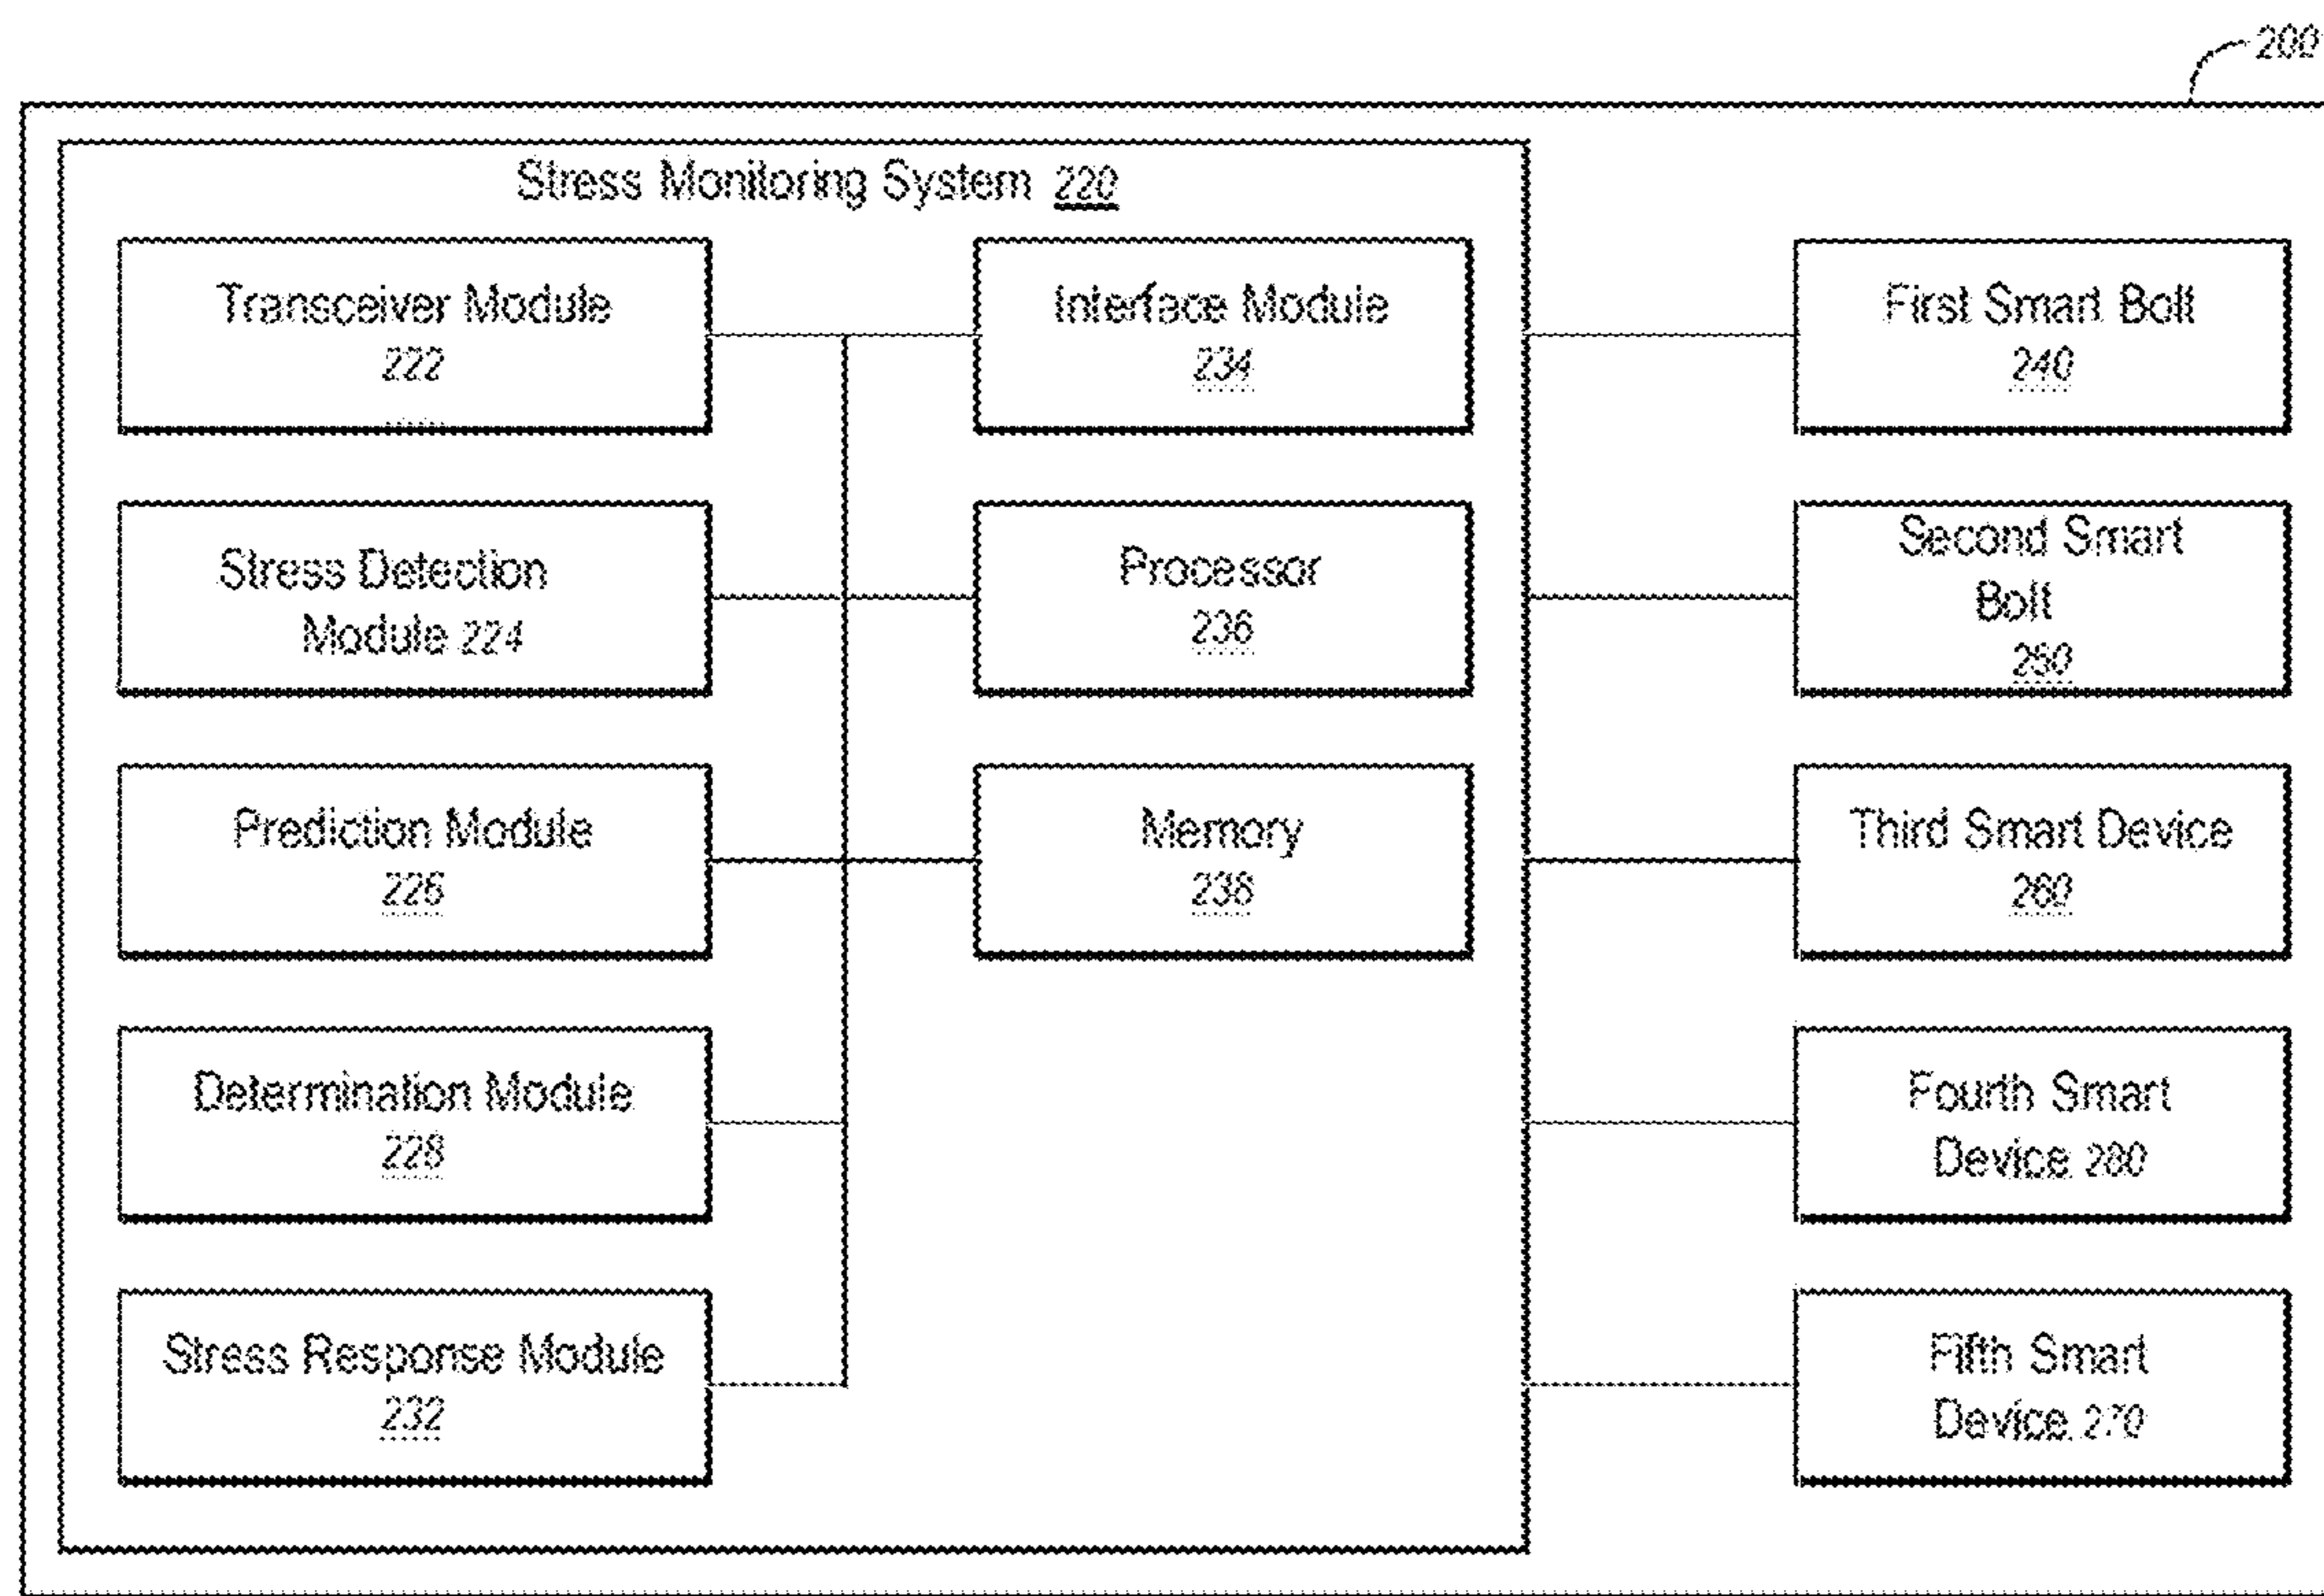 200
Stress Monitoring System 220
Transceiver Module
222
Interface Module
234
First Smart Bolt
240
Stress Detection
Module 224
Processor
236
Second Smart
Bolt
250
Prediction Module
226
Memory
238
Third Smart Device
260
Determination Module
228
Fourth Smart
Device 280
Stress Response Module
232
Fifth Smart
Device 270